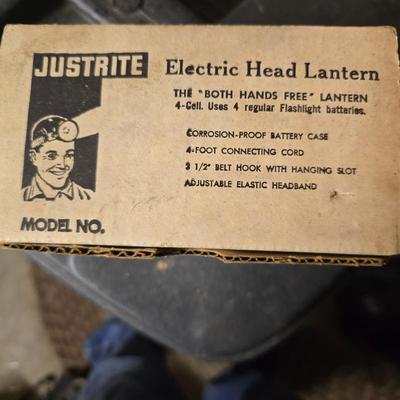 JUSTRITE
Electric Head Lantern
THE "BOTH HANDS FREE" LANTERN
4-Cell. Uses 4 regular Flashlight batteries.
CORROSION-PROOF BATTERY CASE
4-FOOT CONNECTING CORD
3 1/2" BELT HOOK WITH HANGING SLOT
ADJUSTABLE ELASTIC HEADBAND
MODEL NO.